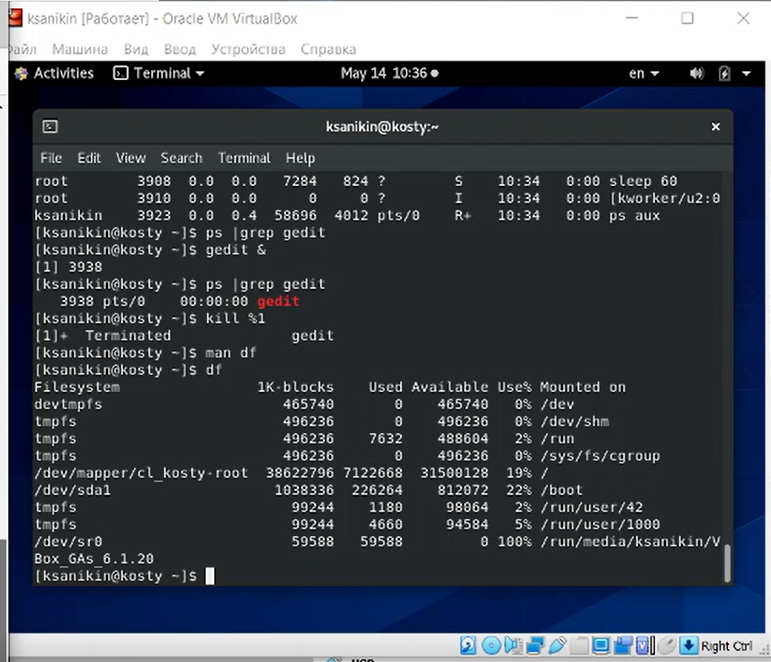 ksanikin [Работает] - Oracle VM VirtualBox
Файл Машина Вид Ввод Устройства Справка
Activities Terminal May 14 10:36 en
ksanikin@kosty:~
File Edit View Search Terminal Help
root 3908 0.0 0.0 7284 824 ? S 10:34 0:00 sleep 60
root 3910 0.0 0.0 0 0 ? I 10:34 0:00 [kworker/u2:0
ksanikin 3923 0.0 0.4 58696 4012 pts/0 R+ 10:34 0:00 ps aux
[ksanikin@kosty ~]$ ps |grep gedit
[ksanikin@kosty ~]$ gedit &
[1] 3938
[ksanikin@kosty ~]$ ps |grep gedit
3938 pts/0 00:00:00 gedit
[ksanikin@kosty ~]$ kill %1
[1]+ Terminated gedit
[ksanikin@kosty ~]$ man df
[ksanikin@kosty ~]$ df
Filesystem 1K-blocks Used Available Use% Mounted on
devtmpfs 465740 0 465740 0% /dev
tmpfs 496236 0 496236 0% /dev/shm
tmpfs 496236 7632 488604 2% /run
tmpfs 496236 0 496236 0% /sys/fs/cgroup
/dev/mapper/cl_kosty-root 38622796 7122668 31500128 19% /
/dev/sda1 1038336 226264 812072 22% /boot
tmpfs 99244 1180 98064 2% /run/user/42
tmpfs 99244 4660 94584 5% /run/user/1000
/dev/sr0 59588 59588 0 100% /run/media/ksanikin/V
Box_GAs_6.1.20
[ksanikin@kosty ~]$
Right Ctrl